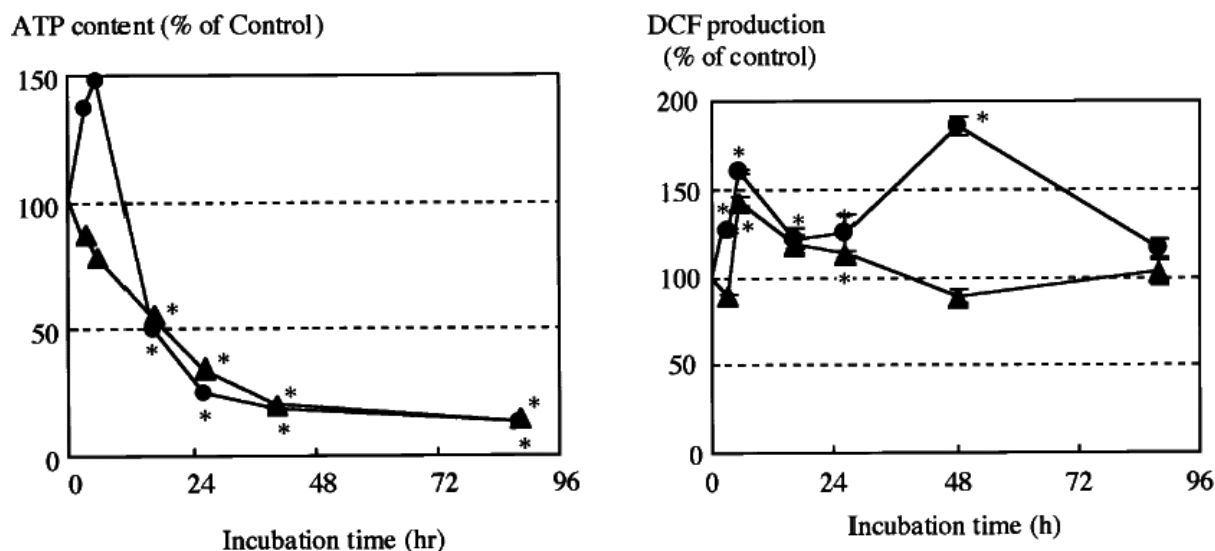 ATP content (% of Control)
150
100
50
0
0 24 48 72 96
Incubation time (hr)
* * * * * * * *
DCF production
(% of control)
200
150
100
50
0
0 24 48 72 96
Incubation time (h)
* * * * * * * *